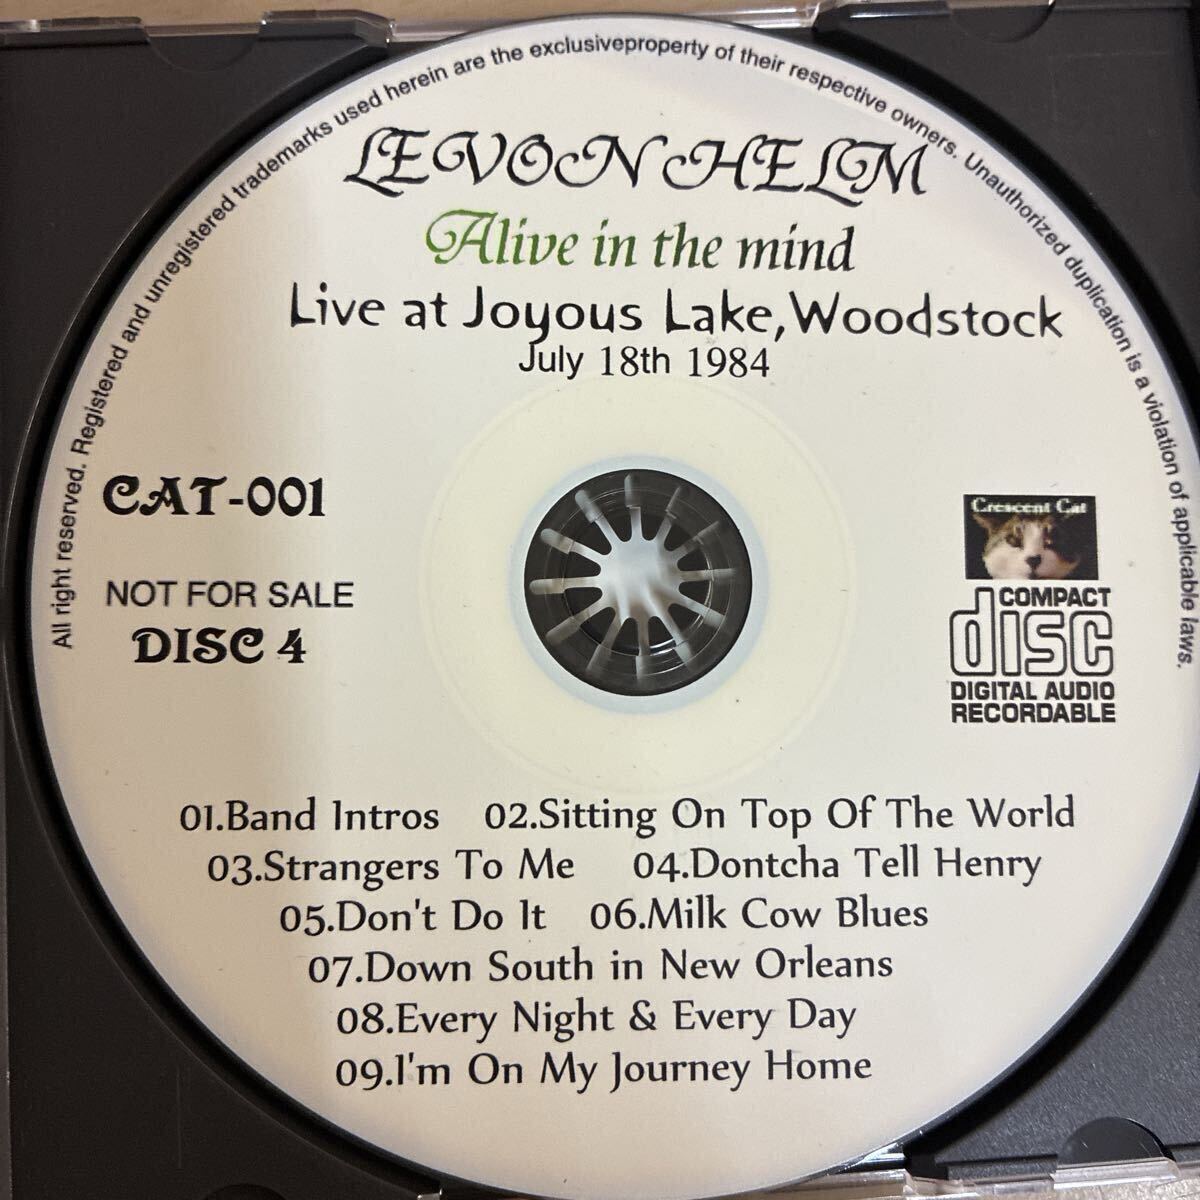 All right reserved. Registered and unregistered trademarks used herein are the exclusiveproperty of their respective owners. Unauthorized duplication is a violation of applicable laws.
LEVON HELM
Alive in the mind
Live at Joyous Lake,Woodstock
July 18th 1984
CAT-001
NOT FOR SALE
DISC 4
Crescent Cat
COMPACT
disc
DIGITAL AUDIO
RECORDABLE
01.Band Intros 02.Sitting On Top Of The World
03.Strangers To Me 04.Dontcha Tell Henry
05.Don't Do It 06.Milk Cow Blues
07.Down South in New Orleans
08.Every Night & Every Day
09.I'm On My Journey Home